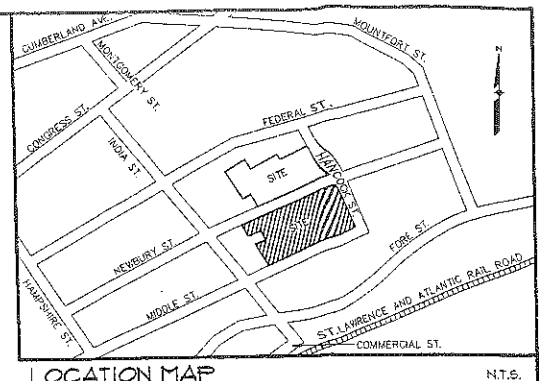 CUMBERLAND AVE.
MONTGOMERY ST.
MOUNTFORT ST.
N
CONGRESS ST.
FEDERAL ST.
INDIA ST.
HANCOCK ST.
SITE
SITE
NEWBURY ST.
FORE ST.
HAMPSHIRE ST.
MIDDLE ST.
ST. LAWRENCE AND ATLANTIC RAIL ROAD
COMMERCIAL ST.
LOCATION MAP
N.T.S.